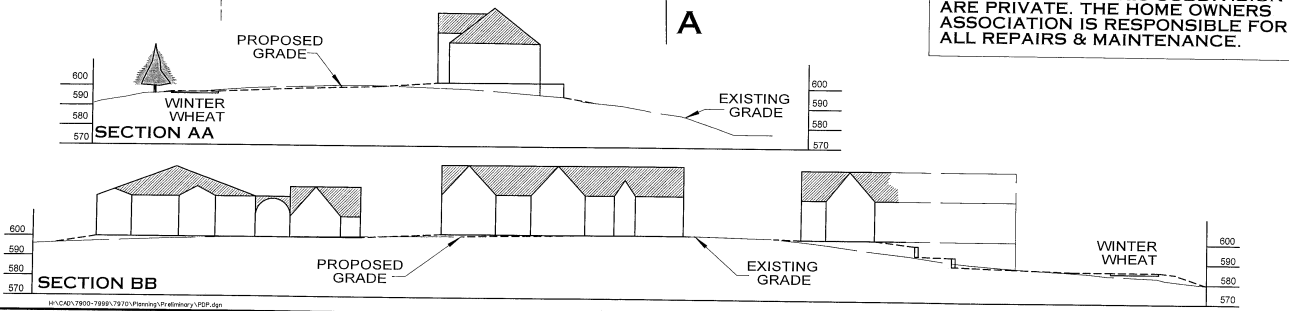 ARE PRIVATE. THE HOME OWNERS
ASSOCIATION IS RESPONSIBLE FOR
ALL REPAIRS & MAINTENANCE.
A
PROPOSED
GRADE
600
590
580
570
WINTER
WHEAT
SECTION AA
EXISTING
GRADE
600
590
580
570
600
590
580
570
SECTION BB
PROPOSED
GRADE
EXISTING
GRADE
WINTER
WHEAT
600
590
580
570
H:\CAD\7900-7999\7970\Planning\Preliminary\PDP.dgn